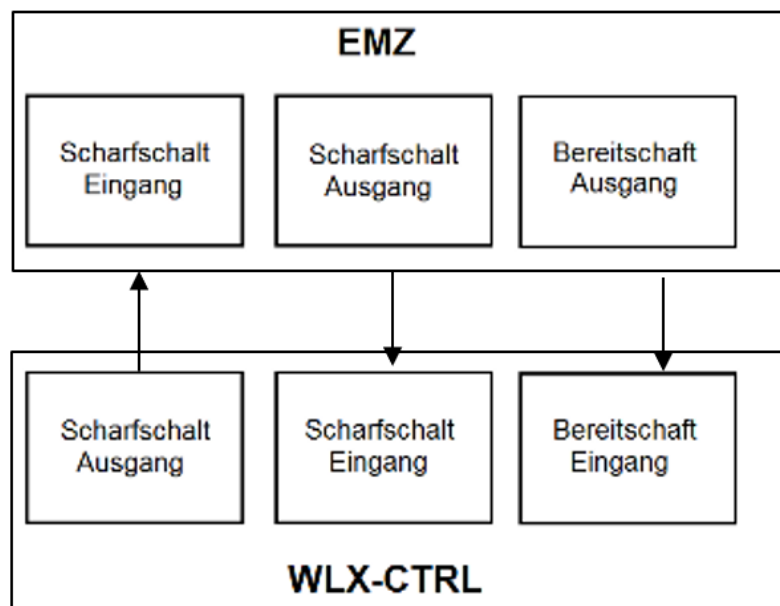 EMZ
Scharfschalt
Eingang
Scharfschalt
Ausgang
Bereitschaft
Ausgang
Scharfschalt
Ausgang
Scharfschalt
Eingang
Bereitschaft
Eingang
WLX-CTRL